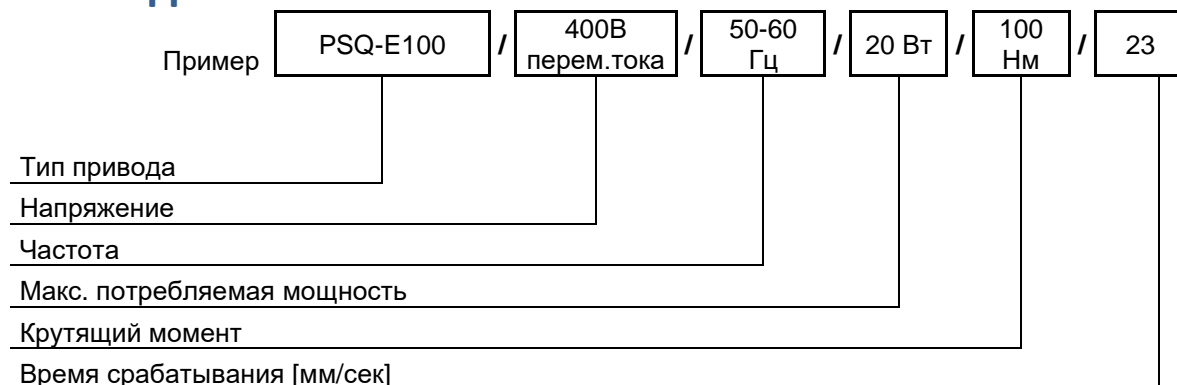 Пример PSQ-E100 / 400В перем.тока / 50-60 Гц / 20 Вт / 100 Нм / 23
Тип привода
Напряжение
Частота
Макс. потребляемая мощность
Крутящий момент
Время срабатывания [мм/сек]